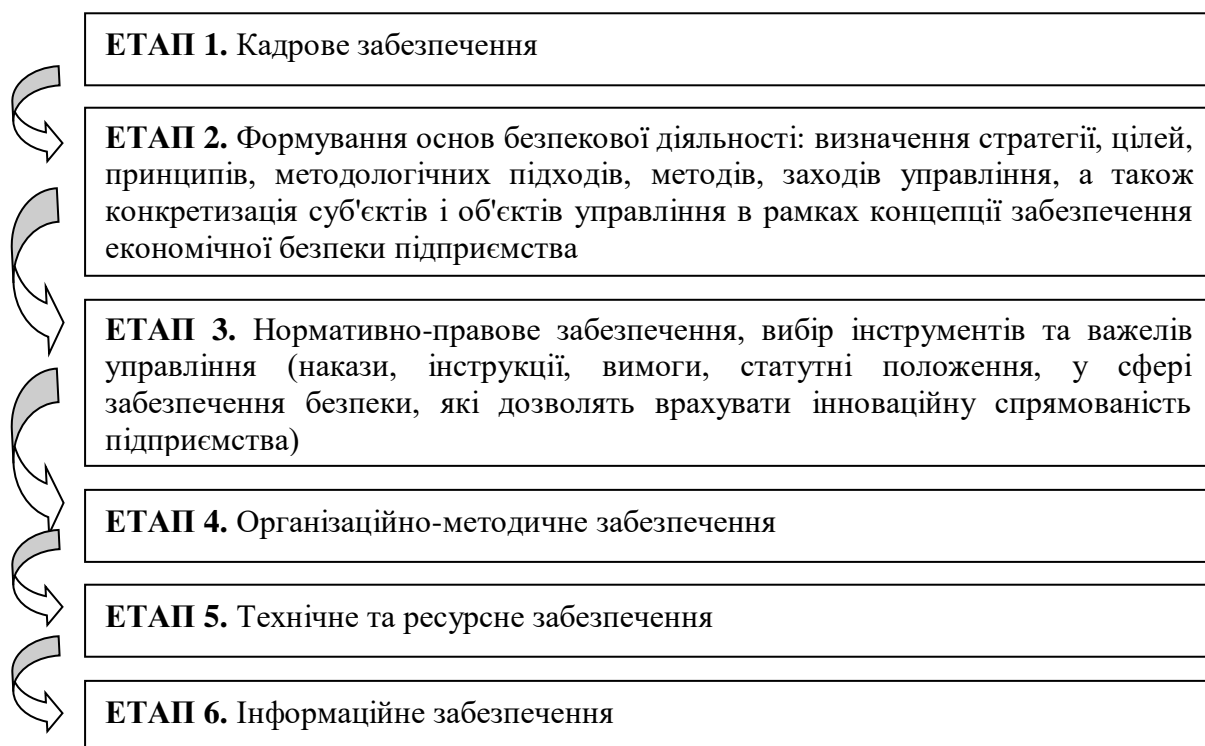 ЕТАП 1. Кадрове забезпечення
ЕТАП 2. Формування основ безпекової діяльності: визначення стратегії, цілей,
принципів, методологічних підходів, методів, заходів управління, а також
конкретизація суб'єктів і об'єктів управління в рамках концепції забезпечення
економічної безпеки підприємства
ЕТАП 3. Нормативно-правове забезпечення, вибір інструментів та важелів
управління (накази, інструкції, вимоги, статутні положення, у сфері
забезпечення безпеки, які дозволять врахувати інноваційну спрямованість
підприємства)
ЕТАП 4. Організаційно-методичне забезпечення
ЕТАП 5. Технічне та ресурсне забезпечення
ЕТАП 6. Інформаційне забезпечення